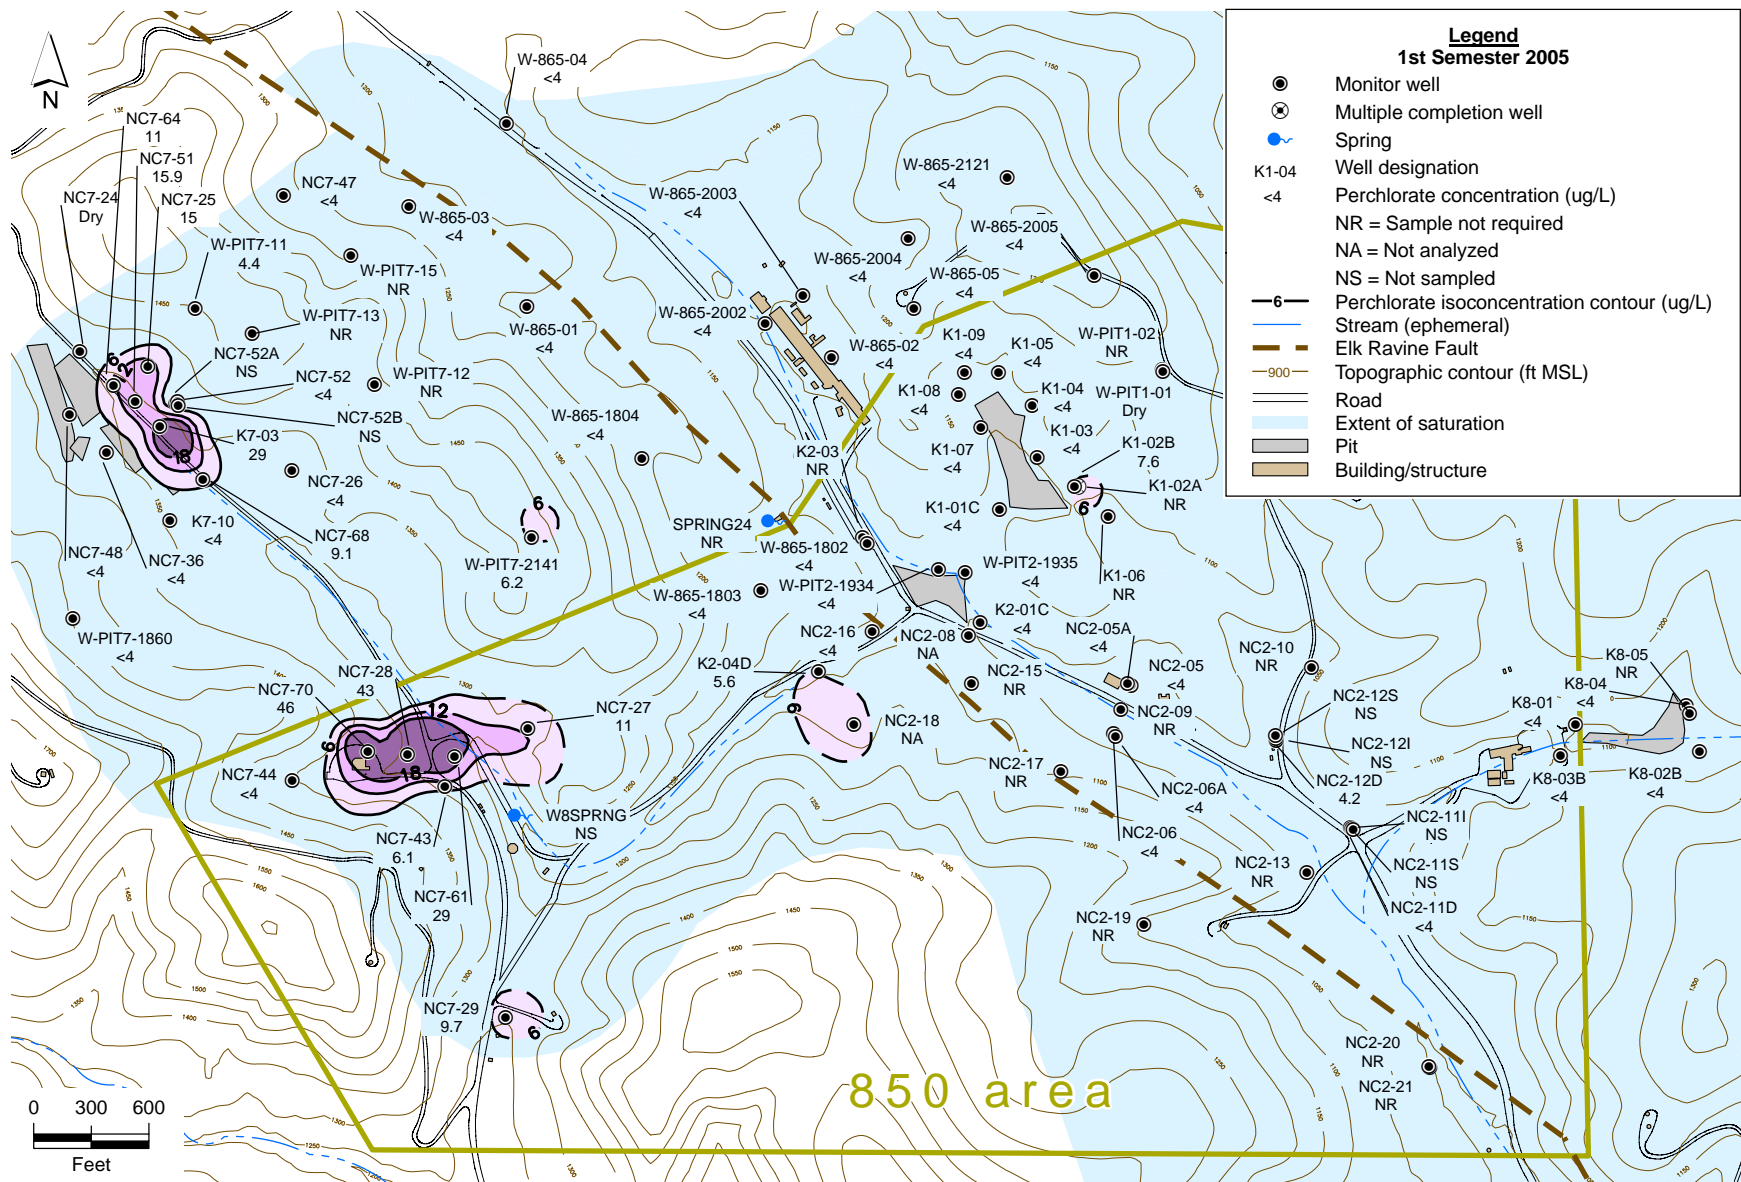 Legend
1st Semester 2005
Monitor well
Multiple completion well
Spring
K1-04
Well designation
<4
Perchlorate concentration (ug/L)
NR = Sample not required
NA = Not analyzed
NS = Not sampled
6
Perchlorate isoconcentration contour (ug/L)
Stream (ephemeral)
Elk Ravine Fault
900
Topographic contour (ft MSL)
Road
Extent of saturation
Pit
Building/structure
N
W-865-04
<4
NC7-64
11
NC7-51
15.9
NC7-24
Dry
NC7-25
15
NC7-47
<4
W-865-03
<4
W-865-2003
<4
W-865-2121
<4
W-865-2005
<4
W-865-2004
<4
W-865-05
<4
W-PIT7-11
4.4
W-PIT7-15
NR
W-PIT7-13
NR
W-865-01
<4
W-865-2002
<4
W-865-02
<4
K1-09
<4
K1-05
<4
W-PIT1-02
NR
NC7-52A
NS
NC7-52
<4
W-PIT7-12
NR
NC7-52B
NS
K1-08
<4
K1-04
<4
W-PIT1-01
Dry
W-865-1804
<4
K7-03
29
K1-07
<4
K1-03
<4
K1-02B
7.6
K2-03
NR
NC7-26
<4
K1-02A
NR
K1-01C
<4
6
12
18
6
6
K7-10
<4
NC7-68
9.1
NC7-48
<4
NC7-36
<4
SPRING24
NR
W-865-1802
<4
W-PIT7-2141
6.2
W-PIT2-1935
<4
K1-06
NR
W-PIT2-1934
<4
W-865-1803
<4
W-PIT7-1860
<4
K2-01C
<4
NC2-16
<4
NC2-08
NA
NC2-05A
<4
NC2-10
NR
K8-05
NR
NC7-28
43
NC7-70
46
K2-04D
5.6
NC2-15
NR
NC2-05
<4
NC2-12S
NS
K8-04
<4
K8-01
<4
NC7-27
11
NC2-18
NA
NC2-09
NR
NC2-12I
NS
6
12
18
6
NC7-44
<4
NC2-17
NR
NC2-06A
<4
NC2-12D
4.2
K8-03B
<4
K8-02B
<4
W8SPRNG
NS
NC7-43
6.1
NC2-06
<4
NC2-11I
NS
NC2-13
NR
NC2-11S
NS
NC7-61
29
NC2-11D
<4
NC2-19
NR
NC7-29
9.7
6
NC2-20
NR
NC2-21
NR
850 area
0 300 600
Feet